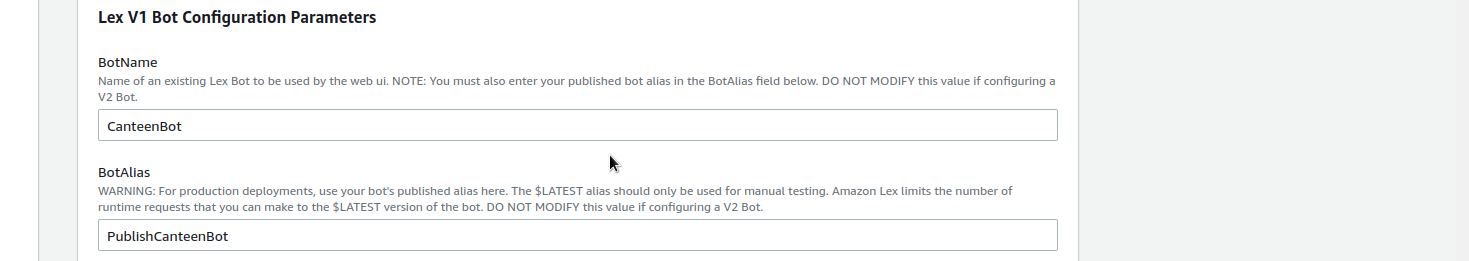 Lex V1 Bot Configuration Parameters
BotName
Name of an existing Lex Bot to be used by the web ui. NOTE: You must also enter your published bot alias in the BotAlias field below. DO NOT MODIFY this value if configuring a
V2 Bot.
CanteenBot
BotAlias
WARNING: For production deployments, use your bot's published alias here. The $LATEST alias should only be used for manual testing. Amazon Lex limits the number of
runtime requests that you can make to the $LATEST version of the bot. DO NOT MODIFY this value if configuring a V2 Bot.
PublishCanteenBot